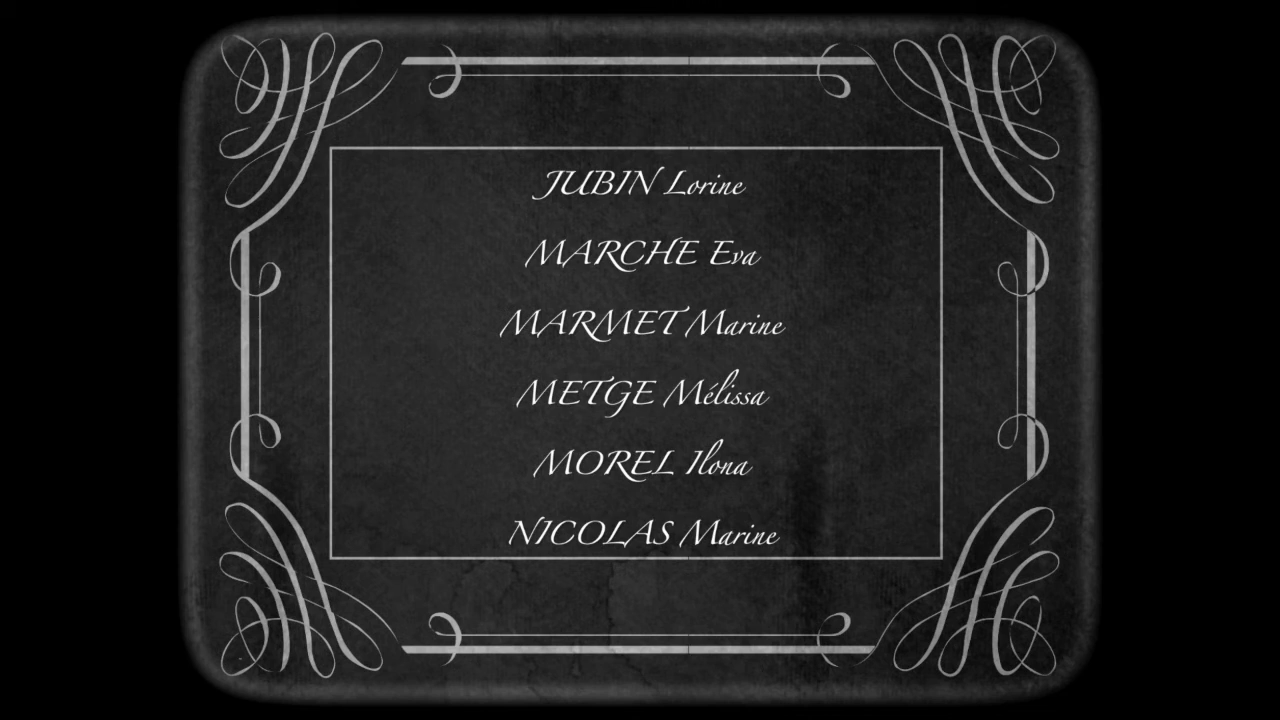 JUBIN Lorine
MARCHE Eva
MARMET Marine
METGE Mélissa
MOREL Ilona
NICOLAS Marine